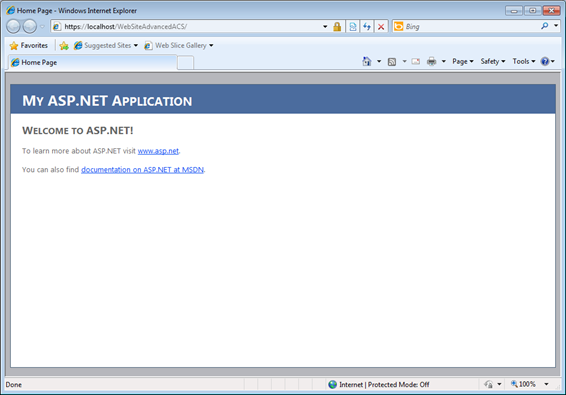 Home Page - Windows Internet Explorer
https://localhost/WebSiteAdvancedACS/
Bing
Favorites Suggested Sites Web Slice Gallery
Home Page Page Safety Tools
My ASP.NET Application
Welcome to ASP.NET!
To learn more about ASP.NET visit www.asp.net.
You can also find documentation on ASP.NET at MSDN.
Done Internet | Protected Mode: Off 100%